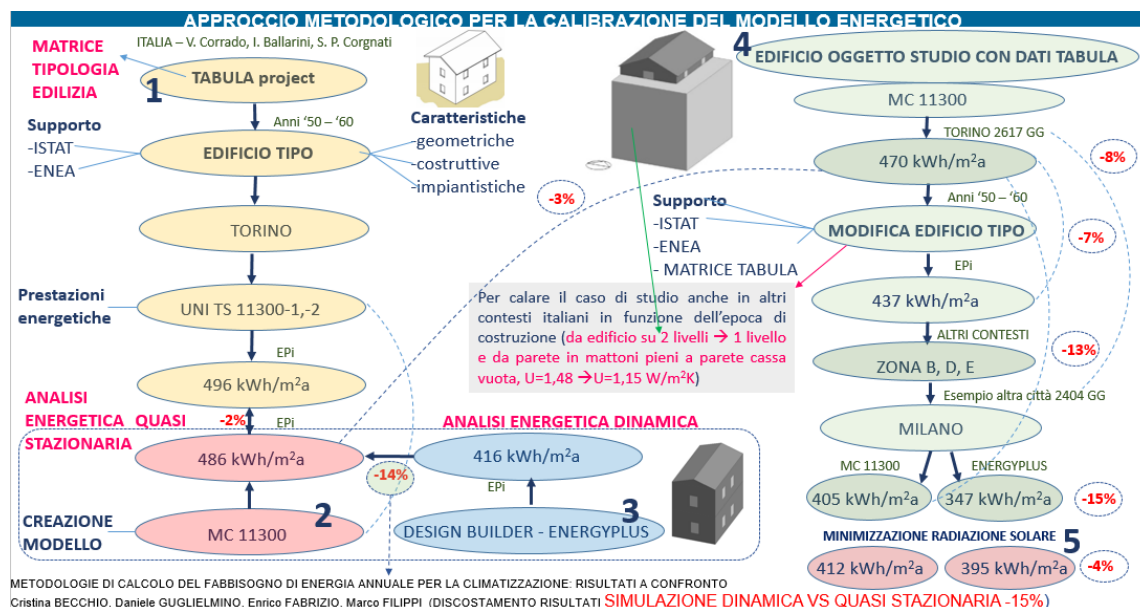 APPROCCIO METODOLOGICO PER LA CALIBRAZIONE DEL MODELLO ENERGETICO
MATRICE
TIPOLOGIA
EDILIZIA
ITALIA – V. Corrado, I. Ballarini, S. P. Corgnati
TABULA project
1
Anni ‘50 – ‘60
Supporto
-ISTAT
-ENEA
EDIFICIO TIPO
Caratteristiche
-geometriche
-costruttive
-impiantistiche
TORINO
Prestazioni
energetiche
UNI TS 11300-1,-2
EPi
496 kWh/m²a
ANALISI
ENERGETICA QUASI
STAZIONARIA
-2%
EPi
486 kWh/m²a
CREAZIONE
MODELLO
MC 11300
2
-14%
ANALISI ENERGETICA DINAMICA
416 kWh/m²a
EPi
3
DESIGN BUILDER - ENERGYPLUS
-3%
4
EDIFICIO OGGETTO STUDIO CON DATI TABULA
MC 11300
TORINO 2617 GG
470 kWh/m²a
-8%
Anni ‘50 – ‘60
Supporto
-ISTAT
-ENEA
- MATRICE TABULA
MODIFICA EDIFICIO TIPO
-7%
EPi
437 kWh/m²a
Per calare il caso di studio anche in altri
contesti italiani in funzione dell’epoca di
costruzione (da edificio su 2 livelli → 1 livello
e da parete in mattoni pieni a parete cassa
vuota, U=1,48 →U=1,15 W/m²K)
ALTRI CONTESTI
-13%
ZONA B, D, E
Esempio altra città 2404 GG
MILANO
MC 11300
ENERGYPLUS
405 kWh/m²a
347 kWh/m²a
-15%
MINIMIZZAZIONE RADIAZIONE SOLARE
5
412 kWh/m²a
395 kWh/m²a
-4%
METODOLOGIE DI CALCOLO DEL FABBISOGNO DI ENERGIA ANNUALE PER LA CLIMATIZZAZIONE: RISULTATI A CONFRONTO
Cristina BECCHIO, Daniele GUGLIELMINO, Enrico FABRIZIO, Marco FILIPPI (DISCOSTAMENTO RISULTATI SIMULAZIONE DINAMICA VS QUASI STAZIONARIA -15%)